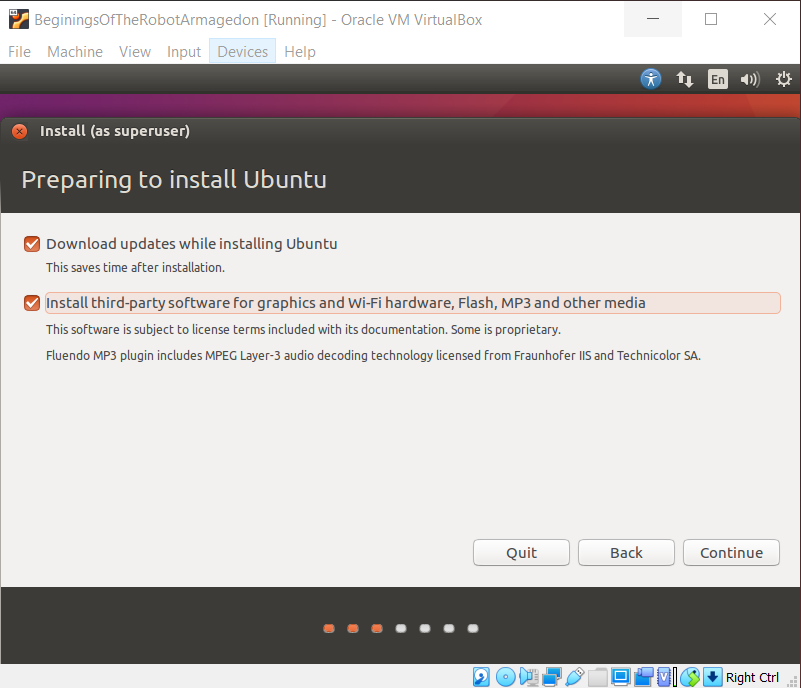 BeginingsOfTheRobotArmagedon [Running] - Oracle VM VirtualBox
File Machine View Input Devices Help
En
Install (as superuser)
Preparing to install Ubuntu
Download updates while installing Ubuntu
This saves time after installation.
Install third-party software for graphics and Wi-Fi hardware, Flash, MP3 and other media
This software is subject to license terms included with its documentation. Some is proprietary.
Fluendo MP3 plugin includes MPEG Layer-3 audio decoding technology licensed from Fraunhofer IIS and Technicolor SA.
Quit Back Continue
Right Ctrl